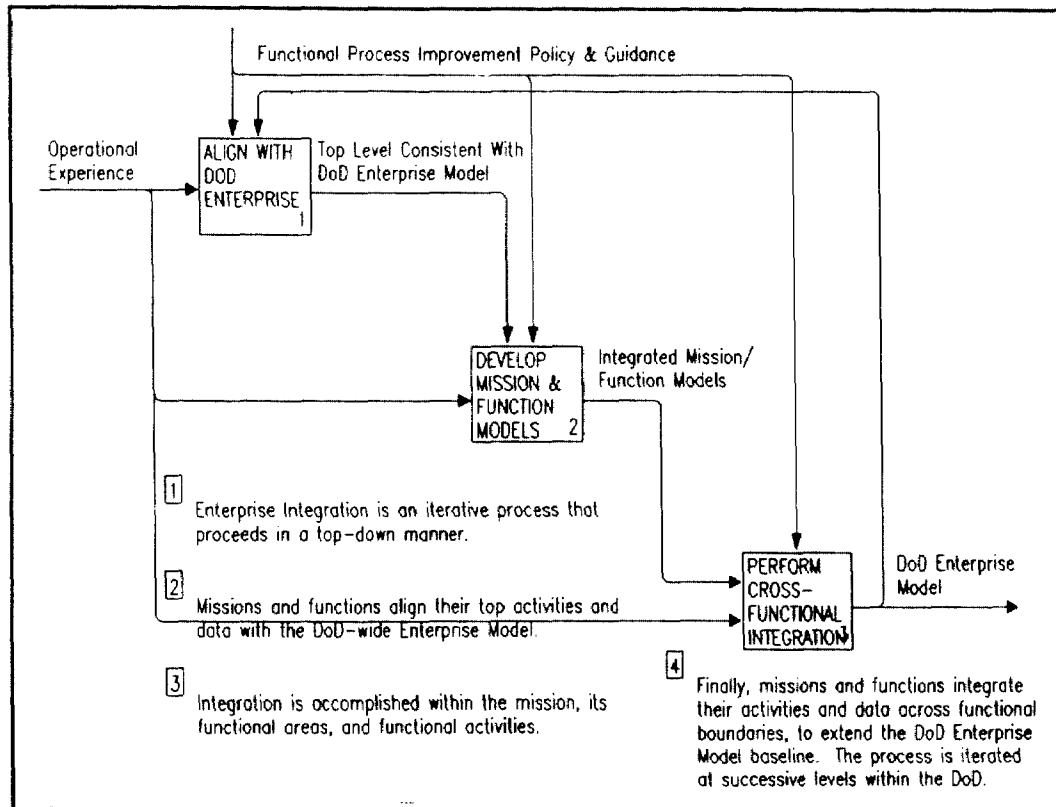 Functional Process Improvement Policy & Guidance
Operational
Experience
ALIGN WITH
DOD
ENTERPRISE
1
Top Level Consistent With
DoD Enterprise Model
DEVELOP
MISSION &
FUNCTION
MODELS 2
Integrated Mission/
Function Models
PERFORM
CROSS-
FUNCTIONAL
INTEGRATION 3
DoD Enterprise
Model
1
Enterprise Integration is an iterative process that
proceeds in a top-down manner.
2
Missions and functions align their top activities and
data with the DoD-wide Enterprise Model.
3
Integration is accomplished within the mission, its
functional areas, and functional activities.
4
Finally, missions and functions integrate
their activities and data across functional
boundaries, to extend the DoD Enterprise
Model baseline. The process is iterated
at successive levels within the DoD.